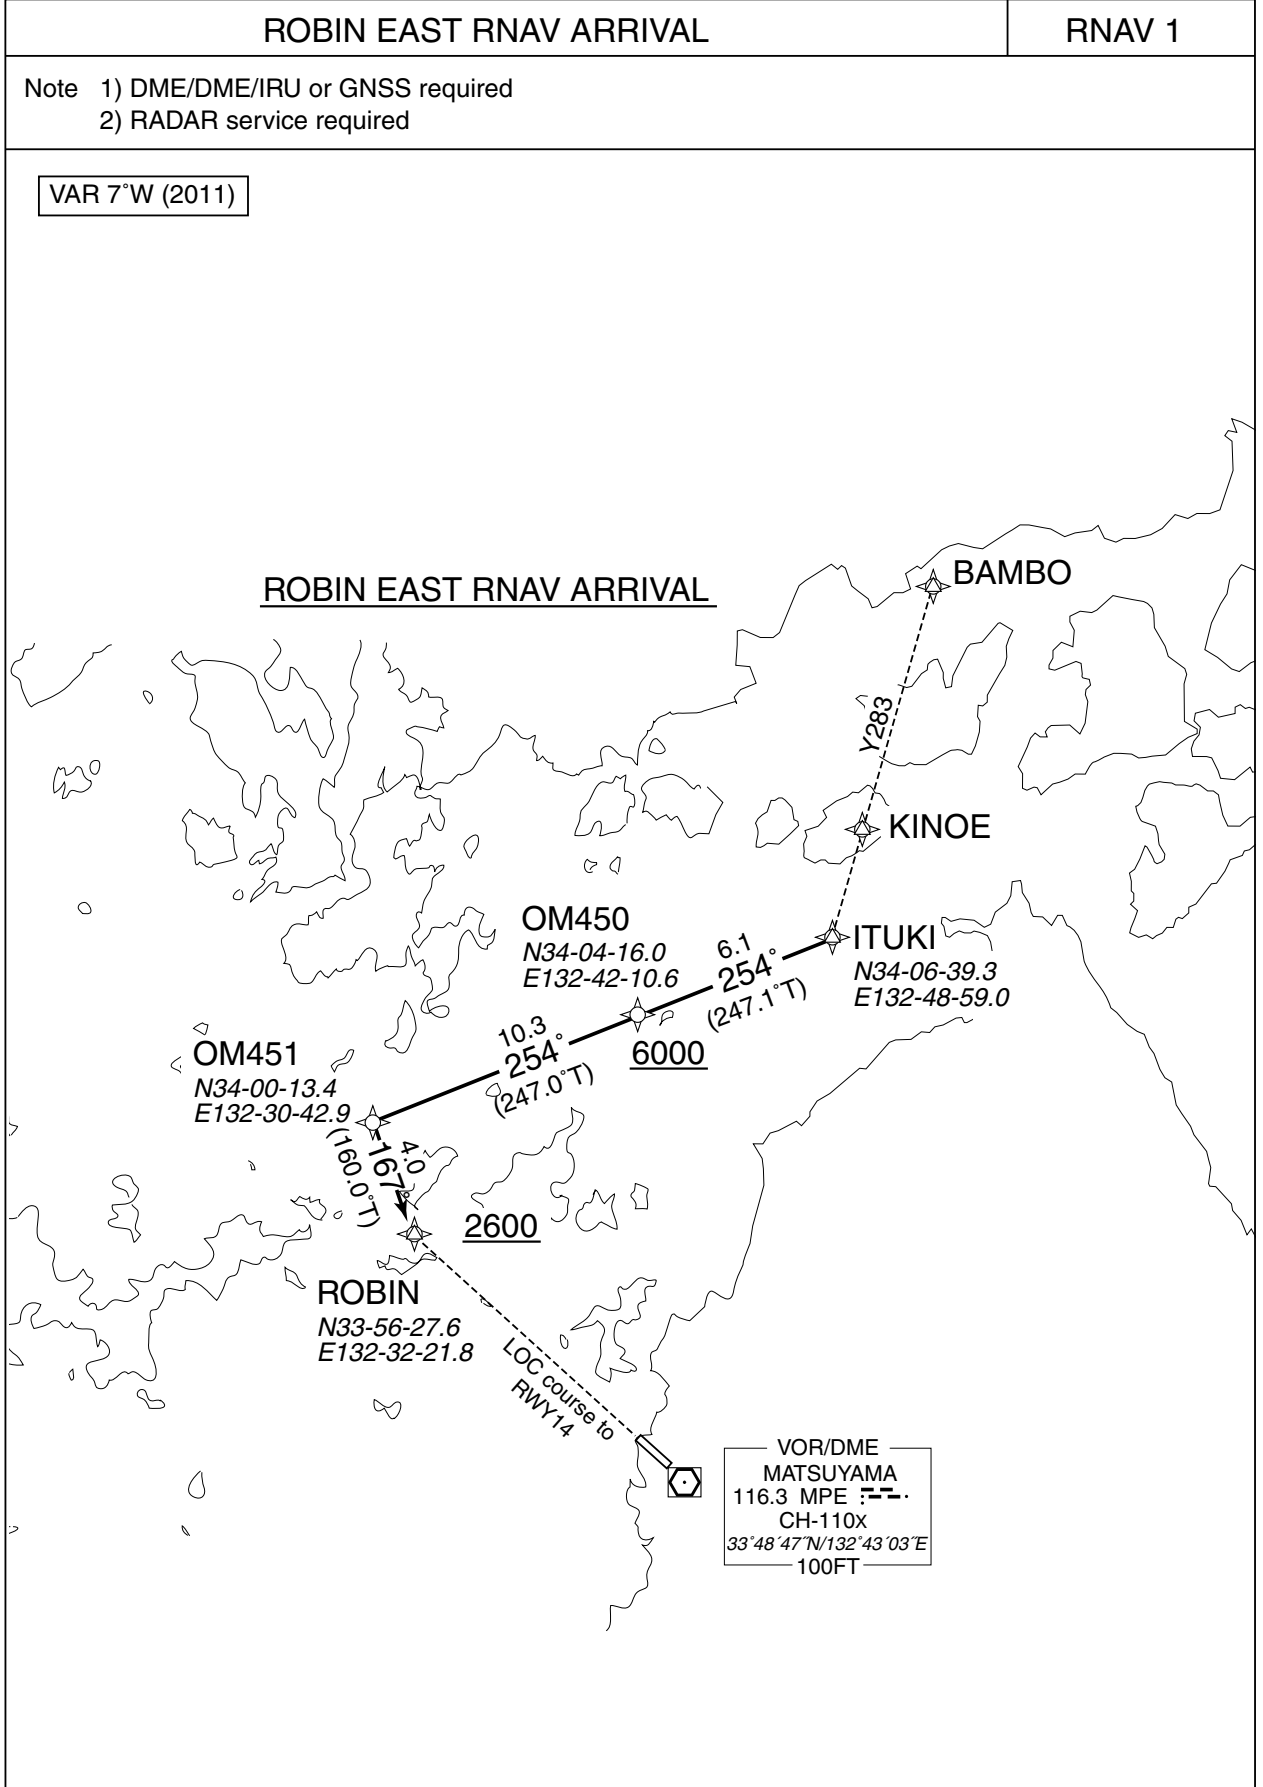 ROBIN EAST RNAV ARRIVAL
RNAV 1
Note 1) DME/DME/IRU or GNSS required
2) RADAR service required
VAR 7°W (2011)
ROBIN EAST RNAV ARRIVAL
BAMBO
Y283
KINOE
OM450
N34-04-16.0
E132-42-10.6
6.1
254°
(247.1°T)
ITUKI
N34-06-39.3
E132-48-59.0
10.3
254°
(247.0°T)
6000
OM451
N34-00-13.4
E132-30-42.9
4.0
167°
(160.0°T)
2600
ROBIN
N33-56-27.6
E132-32-21.8
LOC course to
RWY14
VOR/DME
MATSUYAMA
116.3 MPE
CH-110X
33°48´47˝N/132°43´03˝E
100FT